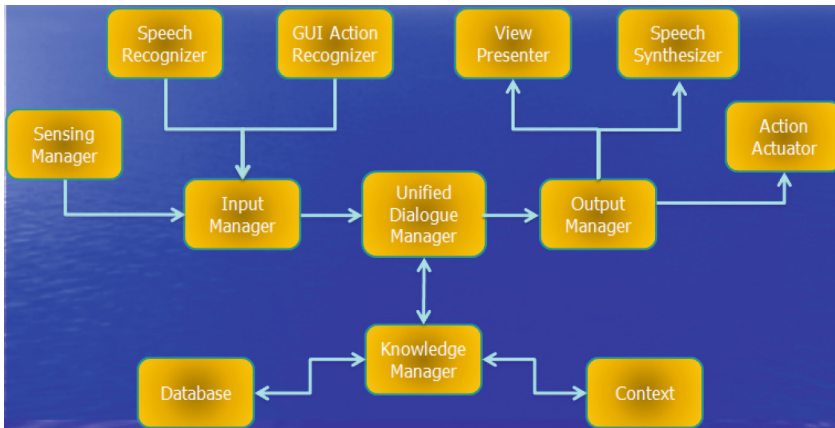 Speech
Recognizer
GUI Action
Recognizer
View
Presenter
Speech
Synthesizer
Sensing
Manager
Action
Actuator
Input
Manager
Unified
Dialogue
Manager
Output
Manager
Knowledge
Manager
Database
Context